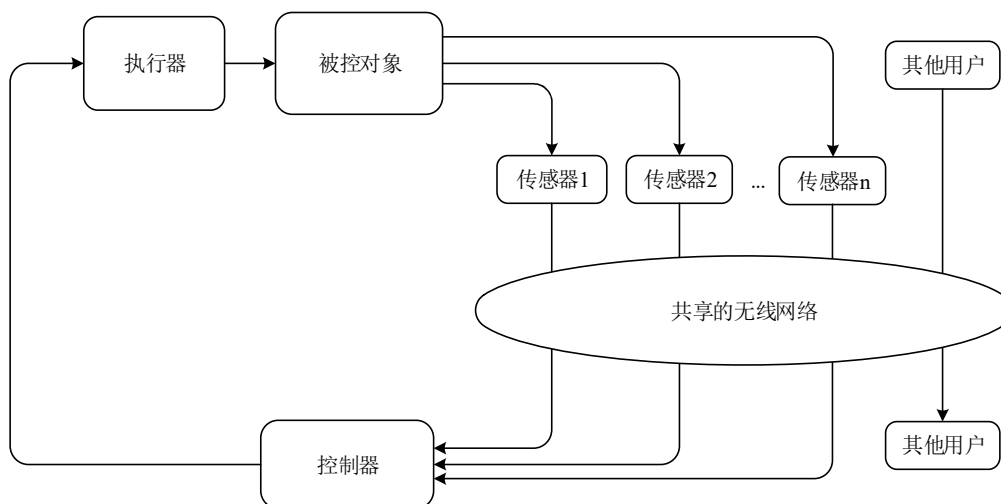 执行器
被控对象
其他用户
传感器1
传感器2
...
传感器n
共享的无线网络
控制器
其他用户